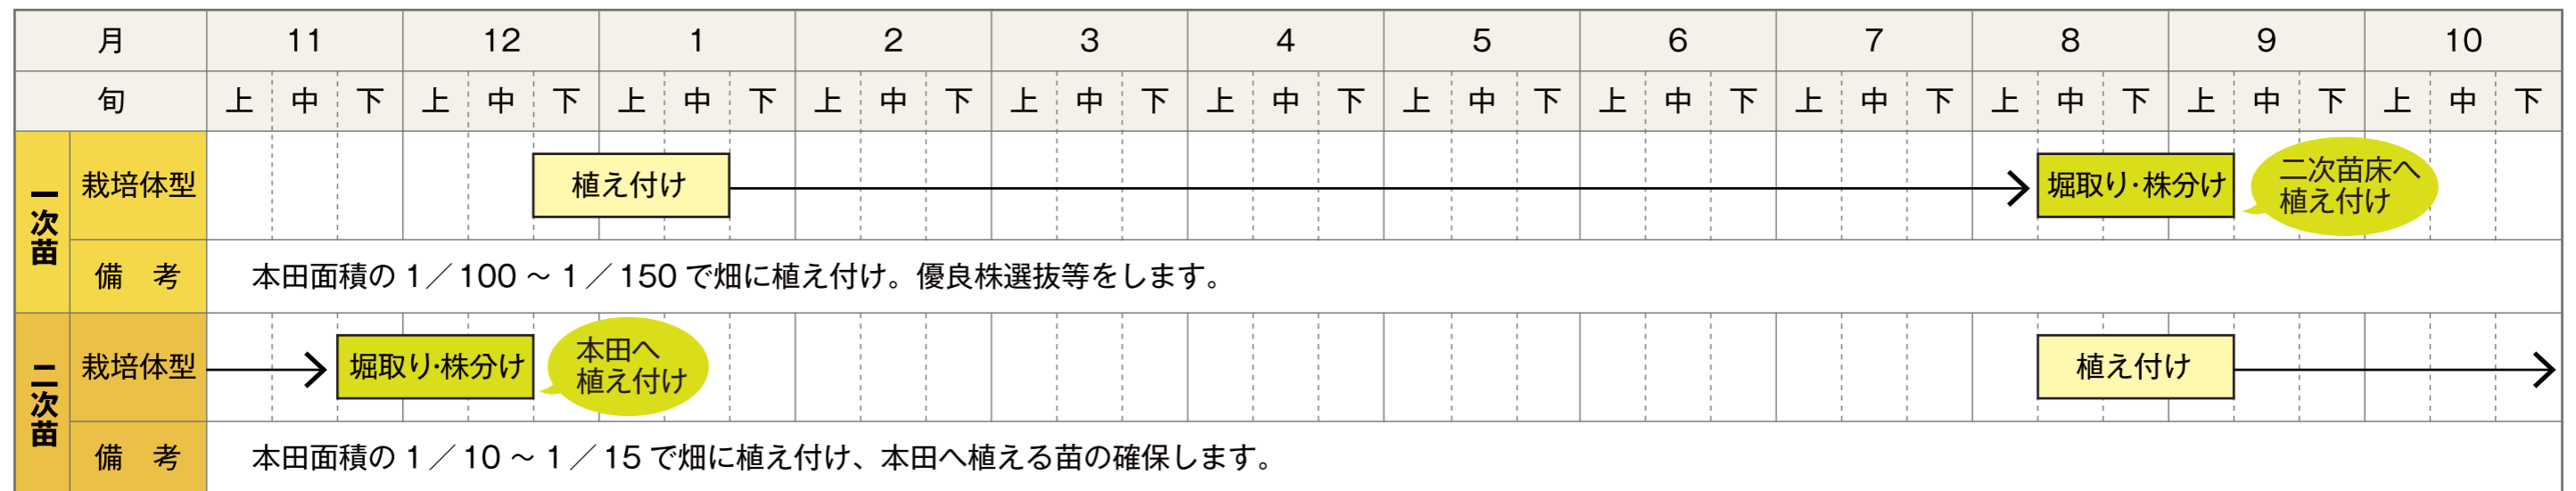 月 11 12 1 2 3 4 5 6 7 8 9 10
旬 上 中 下 上 中 下 上 中 下 上 中 下 上 中 下 上 中 下 上 中 下 上 中 下 上 中 下 上 中 下 上 中 下 上 中 下
一次苗
栽培体型
植え付け
堀取り・株分け
二次苗床へ
植え付け
備 考
本田面積の 1／100 ～ 1／150 で畑に植え付け。優良株選抜等をします。
二次苗
栽培体型
堀取り・株分け
本田へ
植え付け
植え付け
備 考
本田面積の 1／10 ～ 1／15 で畑に植え付け、本田へ植える苗の確保します。